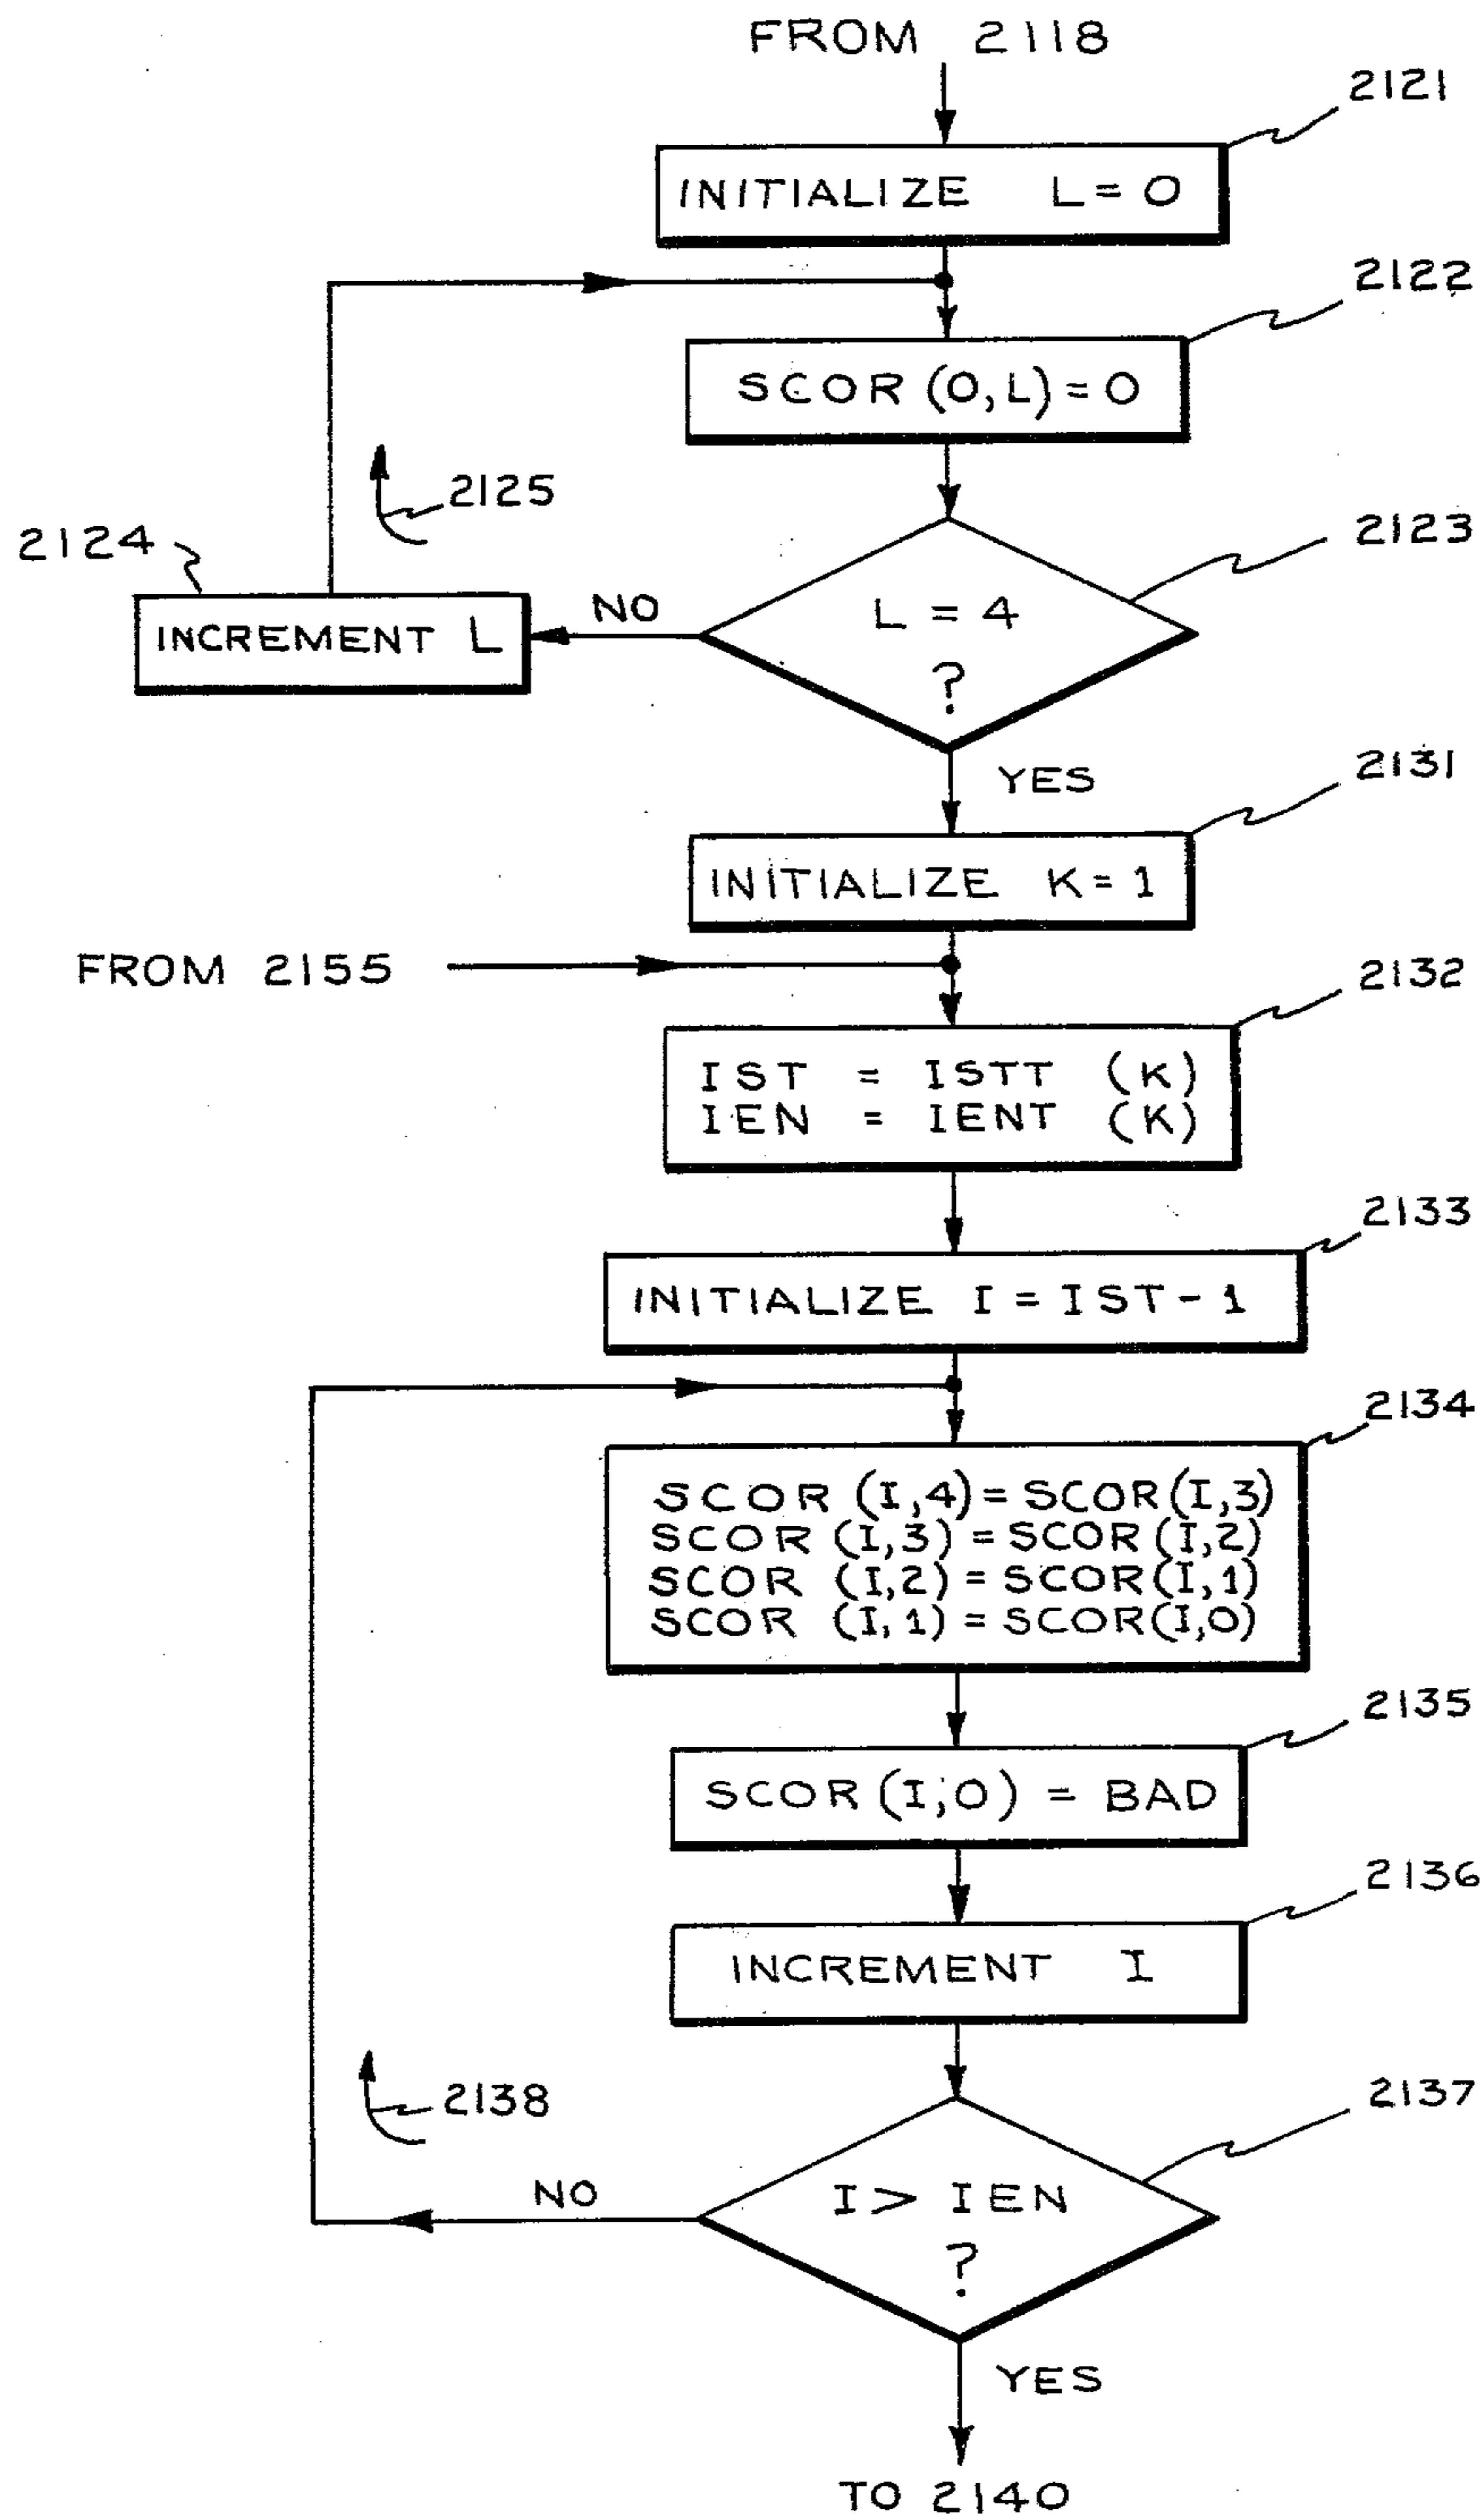 FROM 2118
2121
INITIALIZE L=0
2122
SCOR (0,L)=0
2125
2124
2123
INCREMENT L
NO
L = 4
?
YES
2131
INITIALIZE K=1
FROM 2155
2132
IST = ISTT (K)
IEN = IENT (K)
2133
INITIALIZE I=IST-1
2134
SCOR (I,4)=SCOR(I,3)
SCOR (I,3)=SCOR(I,2)
SCOR (I,2)=SCOR(I,1)
SCOR (I,1)=SCOR(I,0)
2135
SCOR(I,0) = BAD
2136
INCREMENT I
2138
2137
NO
I> IEN
?
YES
TO 2140